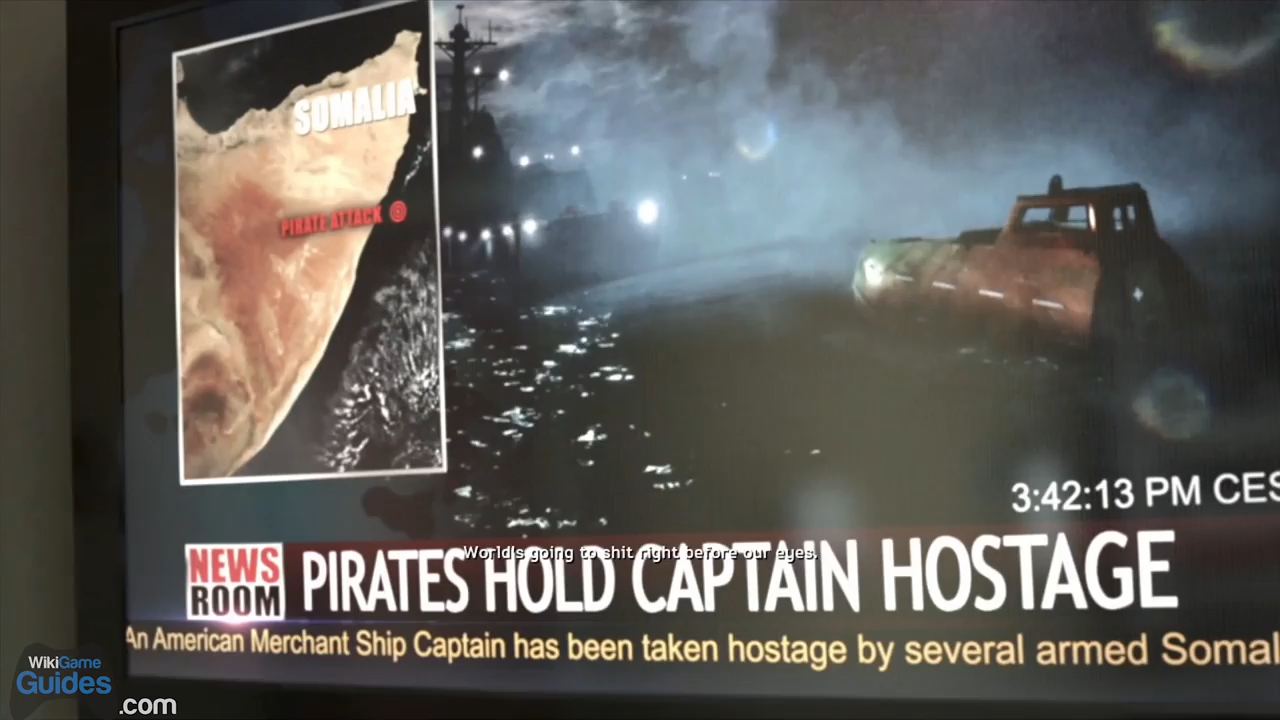 SOMALIA
PIRATE ATTACK
3:42:13 PM CES
World's going to shit right before our eyes.
NEWS
ROOM
PIRATES HOLD CAPTAIN HOSTAGE
An American Merchant Ship Captain has been taken hostage by several armed Somal
WikiGame
Guides
.com